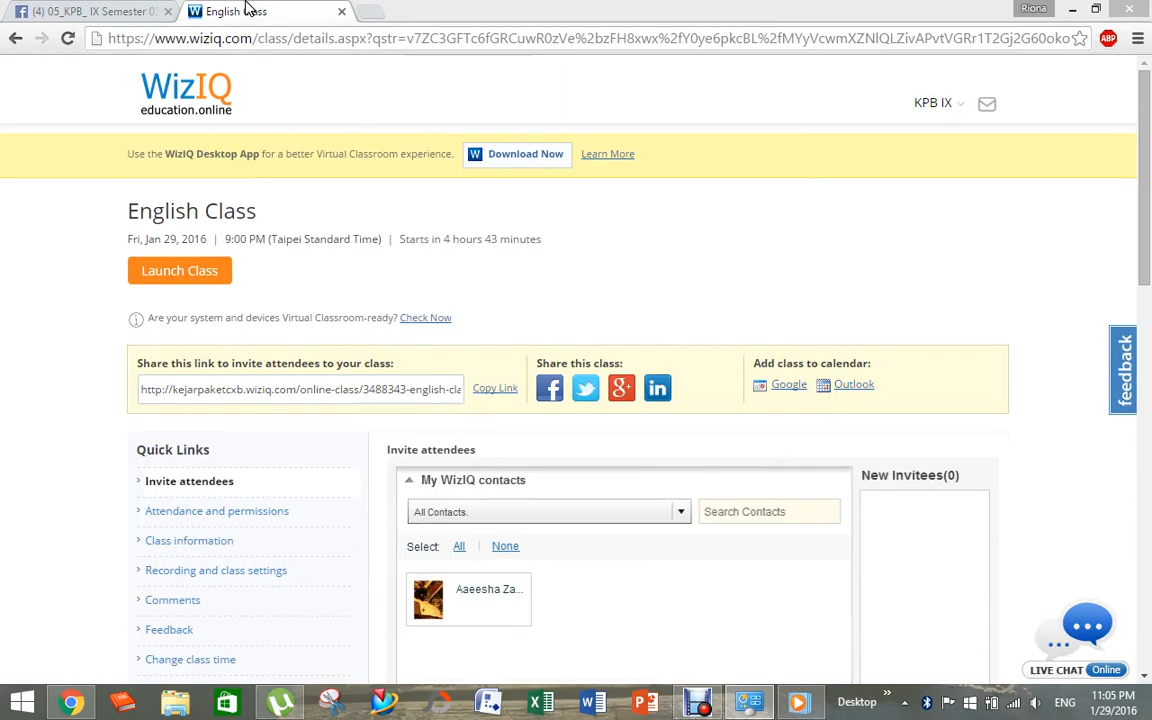 (4) 05_KPB_ IX Semester 05
English Class
Riona
https://www.wiziq.com/class/details.aspx?qstr=v7ZC3GFTc6fGRCuwR0zVe%2bzFH8xwx%2fY0ye6pkcBL%2fMYyVcwmXZNlQLZivAPvtVGRr1T2Gj2G60oko
ABP
WizIQ
education.online
KPB IX
Use the WizIQ Desktop App for a better Virtual Classroom experience.
Download Now
Learn More
English Class
Fri, Jan 29, 2016 | 9:00 PM (Taipei Standard Time) | Starts in 4 hours 43 minutes
Launch Class
Are your system and devices Virtual Classroom-ready? Check Now
feedback
Share this link to invite attendees to your class:
http://kejarpaketcxb.wiziq.com/online-class/3488343-english-cla
Copy Link
Share this class:
Add class to calendar:
Google
Outlook
Quick Links
Invite attendees
Attendance and permissions
Class information
Recording and class settings
Comments
Feedback
Change class time
Invite attendees
My WizIQ contacts
All Contacts.
Search Contacts
Select: All | None
Aaeesha Za...
New Invitees(0)
LIVE CHAT Online
Desktop
ENG
11:05 PM
1/29/2016